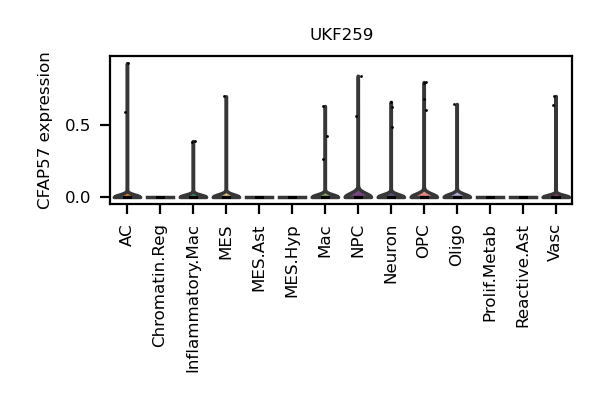 UKF259
CFAP57 expression
0.5
0.0
AC
Chromatin.Reg
Inflammatory.Mac
MES
MES.Ast
MES.Hyp
Mac
NPC
Neuron
OPC
Oligo
Prolif.Metab
Reactive.Ast
Vasc